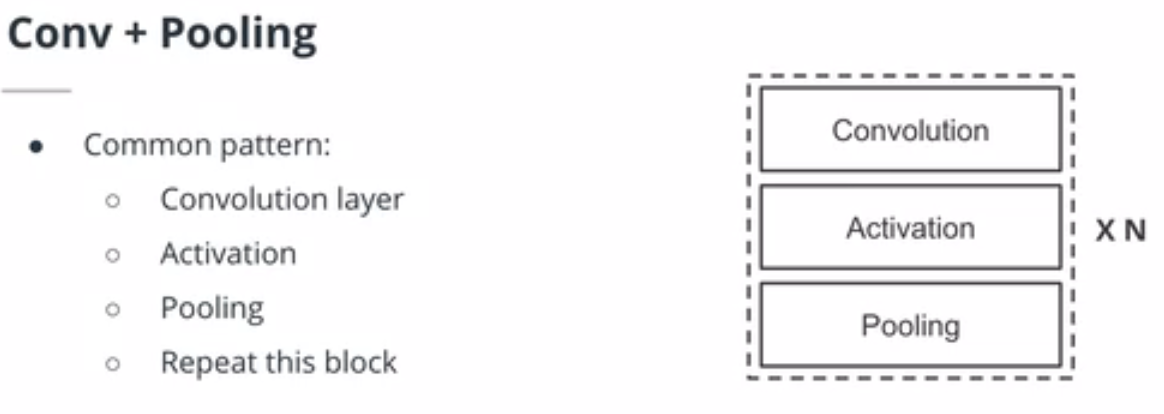 Conv + Pooling
● Common pattern:
○ Convolution layer
○ Activation
○ Pooling
○ Repeat this block
Convolution
Activation
X N
Pooling